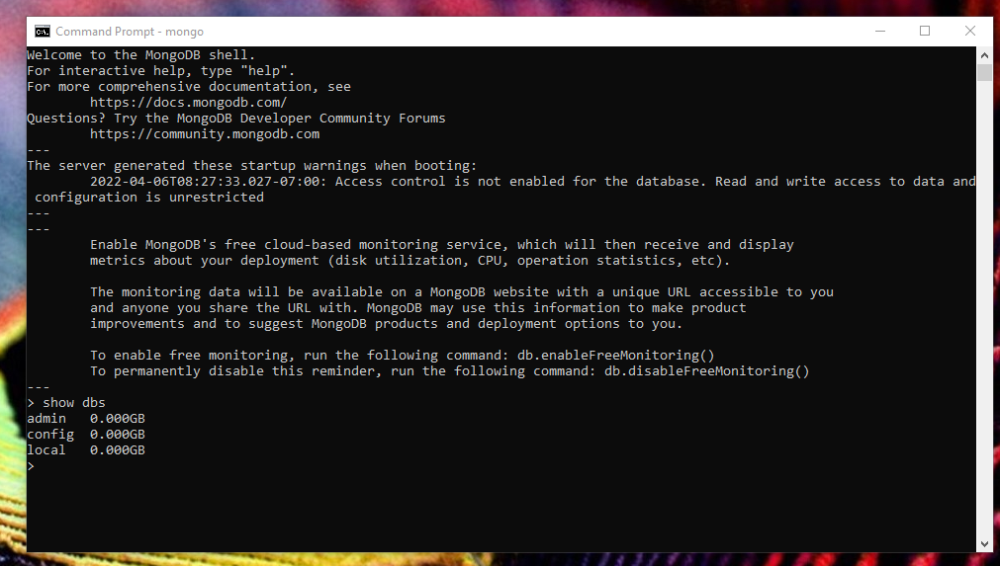 Command Prompt - mongo
Welcome to the MongoDB shell.
For interactive help, type "help".
For more comprehensive documentation, see
https://docs.mongodb.com/
Questions? Try the MongoDB Developer Community Forums
https://community.mongodb.com
---
The server generated these startup warnings when booting:
2022-04-06T08:27:33.027-07:00: Access control is not enabled for the database. Read and write access to data and
configuration is unrestricted
---
---
Enable MongoDB's free cloud-based monitoring service, which will then receive and display
metrics about your deployment (disk utilization, CPU, operation statistics, etc).
The monitoring data will be available on a MongoDB website with a unique URL accessible to you
and anyone you share the URL with. MongoDB may use this information to make product
improvements and to suggest MongoDB products and deployment options to you.
To enable free monitoring, run the following command: db.enableFreeMonitoring()
To permanently disable this reminder, run the following command: db.disableFreeMonitoring()
---
> show dbs
admin   0.000GB
config  0.000GB
local   0.000GB
>